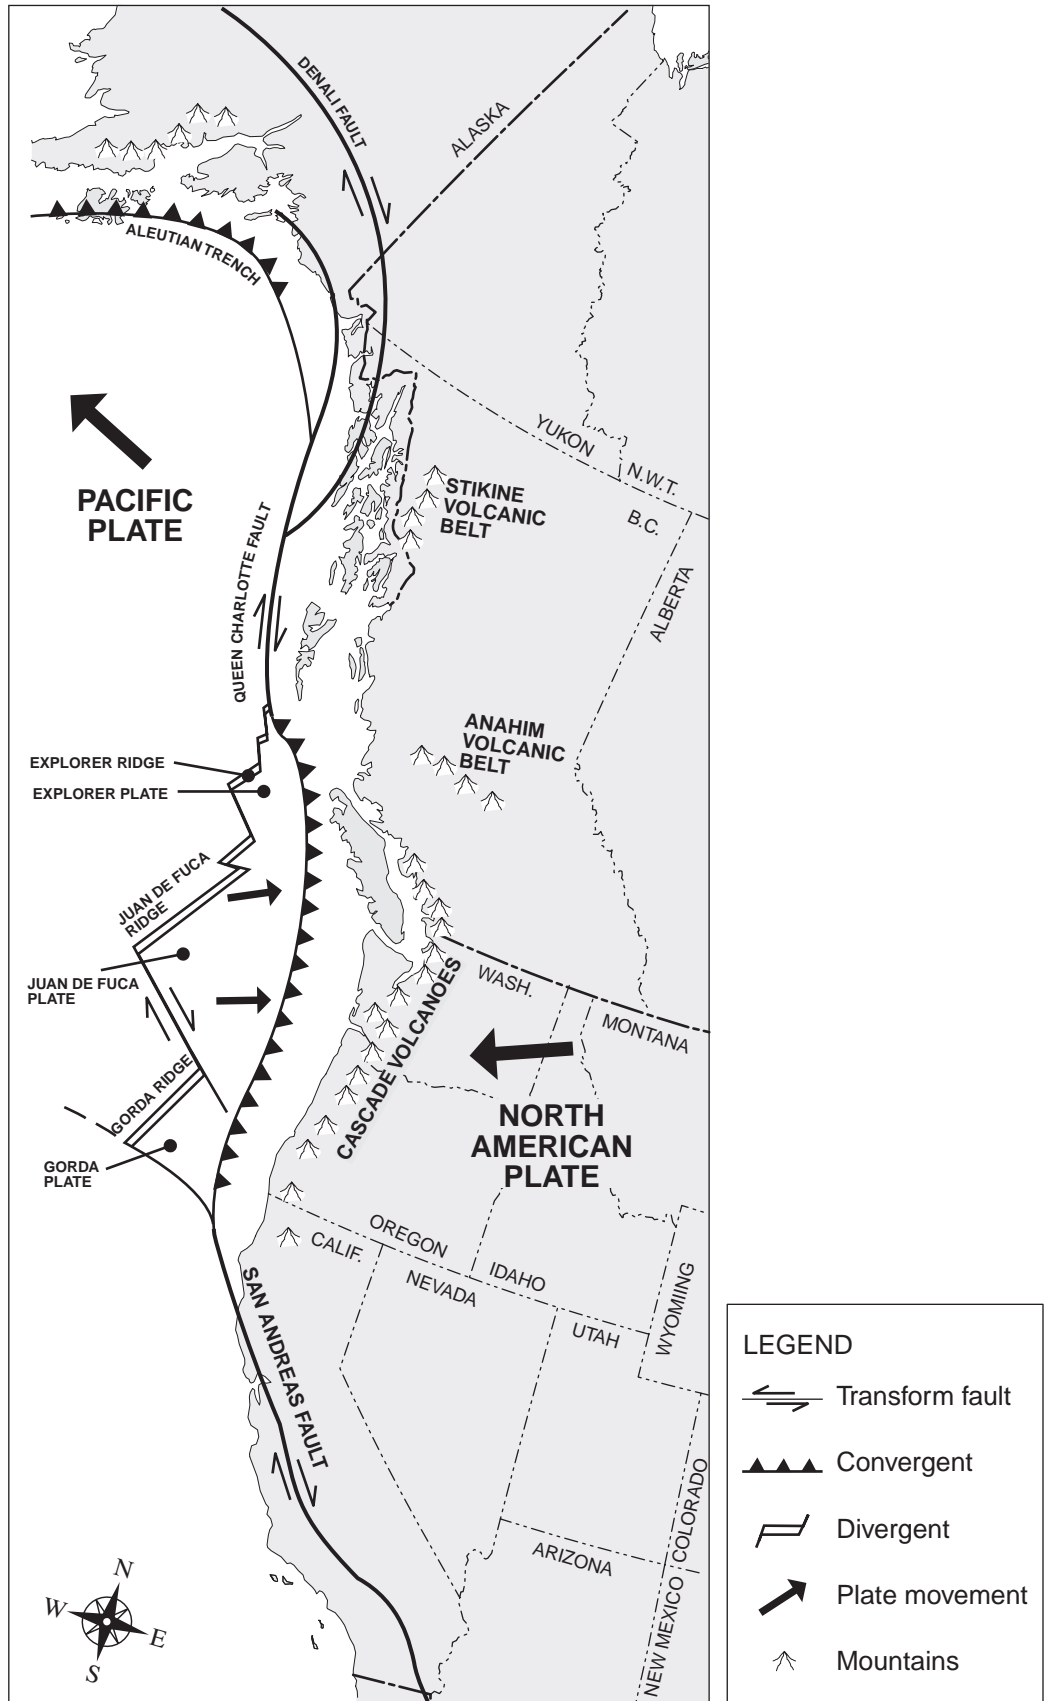 DENALI FAULT
ALASKA
ALEUTIAN TRENCH
YUKON
N.W.T.
PACIFIC
PLATE
STIKINE
VOLCANIC
BELT
B.C.
QUEEN CHARLOTTE FAULT
ALBERTA
ANAHIM
VOLCANIC
BELT
EXPLORER RIDGE
EXPLORER PLATE
JUAN DE FUCA
RIDGE
JUAN DE FUCA
PLATE
WASH.
MONTANA
CASCADE VOLCANOES
GORDA RIDGE
NORTH
AMERICAN
PLATE
GORDA
PLATE
OREGON
CALIF.
IDAHO
NEVADA
WYOMIING
UTAH
SAN ANDREAS FAULT
COLORADO
ARIZONA
NEW MEXICO
N
W
E
S
LEGEND
Transform fault
Convergent
Divergent
Plate movement
Mountains